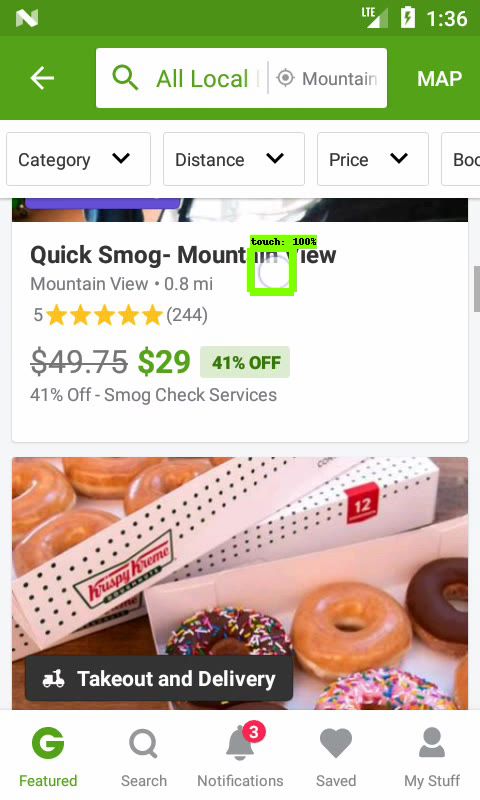 LTE 1:36
All Local Mountain MAP
Category Distance Price Boo
touch: 100%
Quick Smog- Mountain View
Mountain View • 0.8 mi
5 (244)
$49.75 $29 41% OFF
41% Off - Smog Check Services
12
Krispy Kreme
DOUGHNUTS
Takeout and Delivery
3
Featured Search Notifications Saved My Stuff